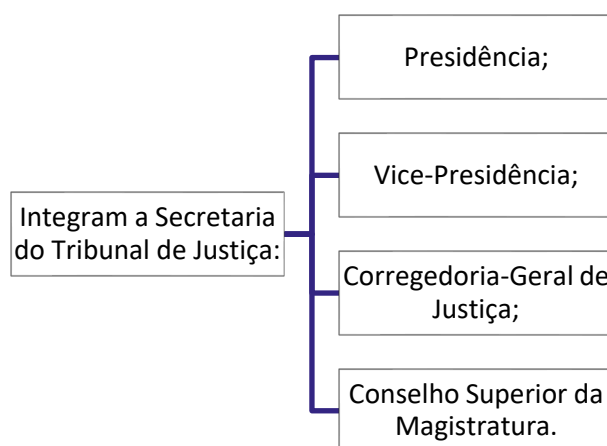 Integram a Secretaria
do Tribunal de Justiça:
Presidência;
Vice-Presidência;
Corregedoria-Geral de
Justiça;
Conselho Superior da
Magistratura.